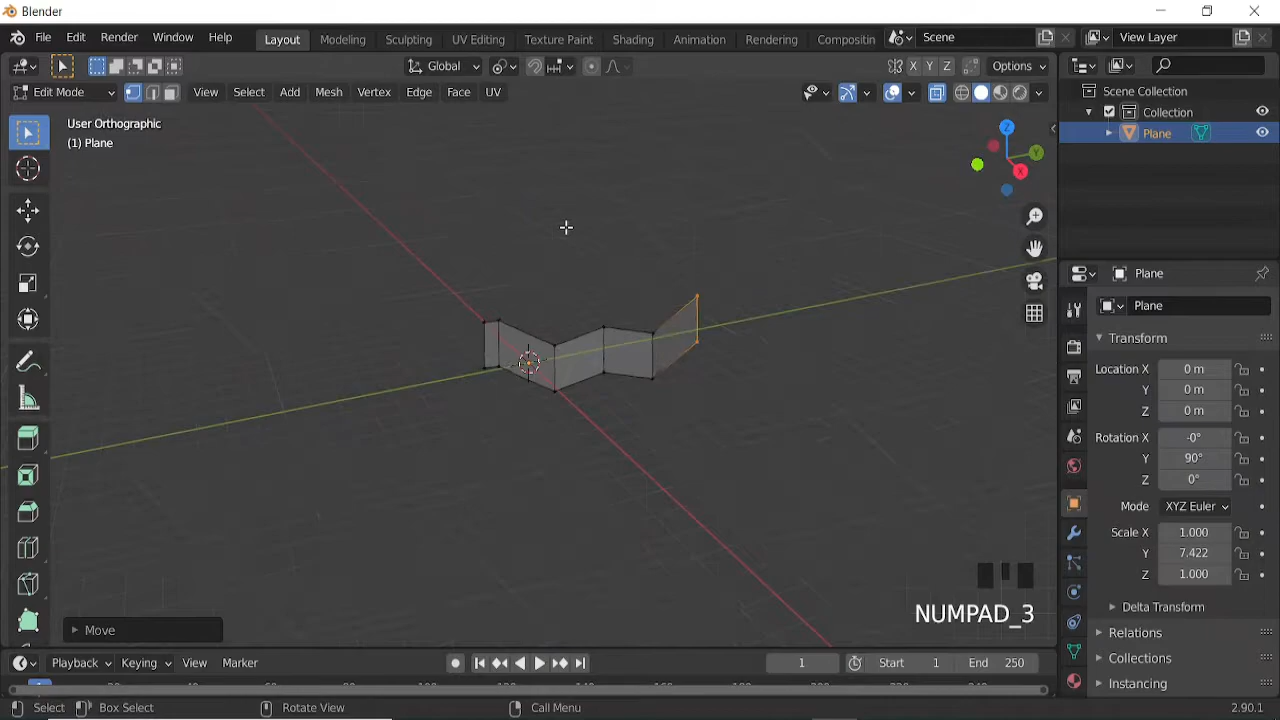 Blender
File Edit Render Window Help Layout Modeling Sculpting UV Editing Texture Paint Shading Animation Rendering Compositin Scene View Layer
Global X Y Z Options
Edit Mode View Select Add Mesh Vertex Edge Face UV
User Orthographic
(1) Plane
Z
Y
X
Scene Collection
Collection
Plane
Plane
Plane
Transform
Location X 0 m
Y 0 m
Z 0 m
Rotation X -0°
Y 90°
Z 0°
Mode XYZ Euler
Scale X 1.000
Y 7.422
Z 1.000
Delta Transform
Relations
Collections
Instancing
NUMPAD_3
Move
Playback Keying View Marker 1 Start 1 End 250
Select Box Select Rotate View Call Menu 2.90.1